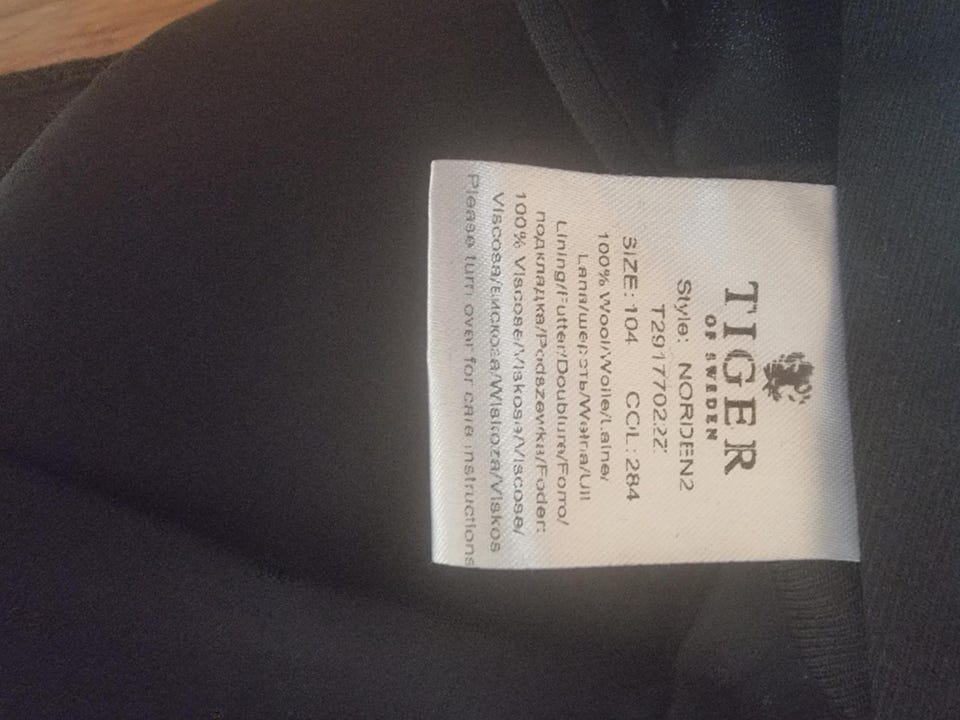 TIGER
OF SWEDEN
Style: NORDEN2
T29177022Z
SIZE: 104 COL: 284
100% Wool/Wolle/Laine/
Lana/шерсть/Wełna/Ull
Lining/Futter/Doublure/Forro/
подкладка/Podszewka/Foder:
100% Viscose/Viskose/Viscose/
Viscosa/вискоза/Wiskoza/Viskos
Please turn over for care instructions